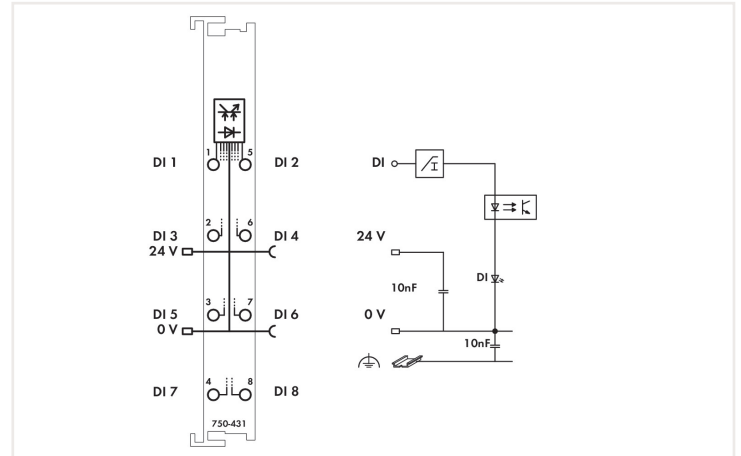 1 5
DI 1 DI 2
2 6
DI 3 DI 4
24 V
3 7
DI 5 DI 6
0 V
4 8
DI 7 DI 8
750-431
DI
I
24 V
DI
10nF
0 V
10nF